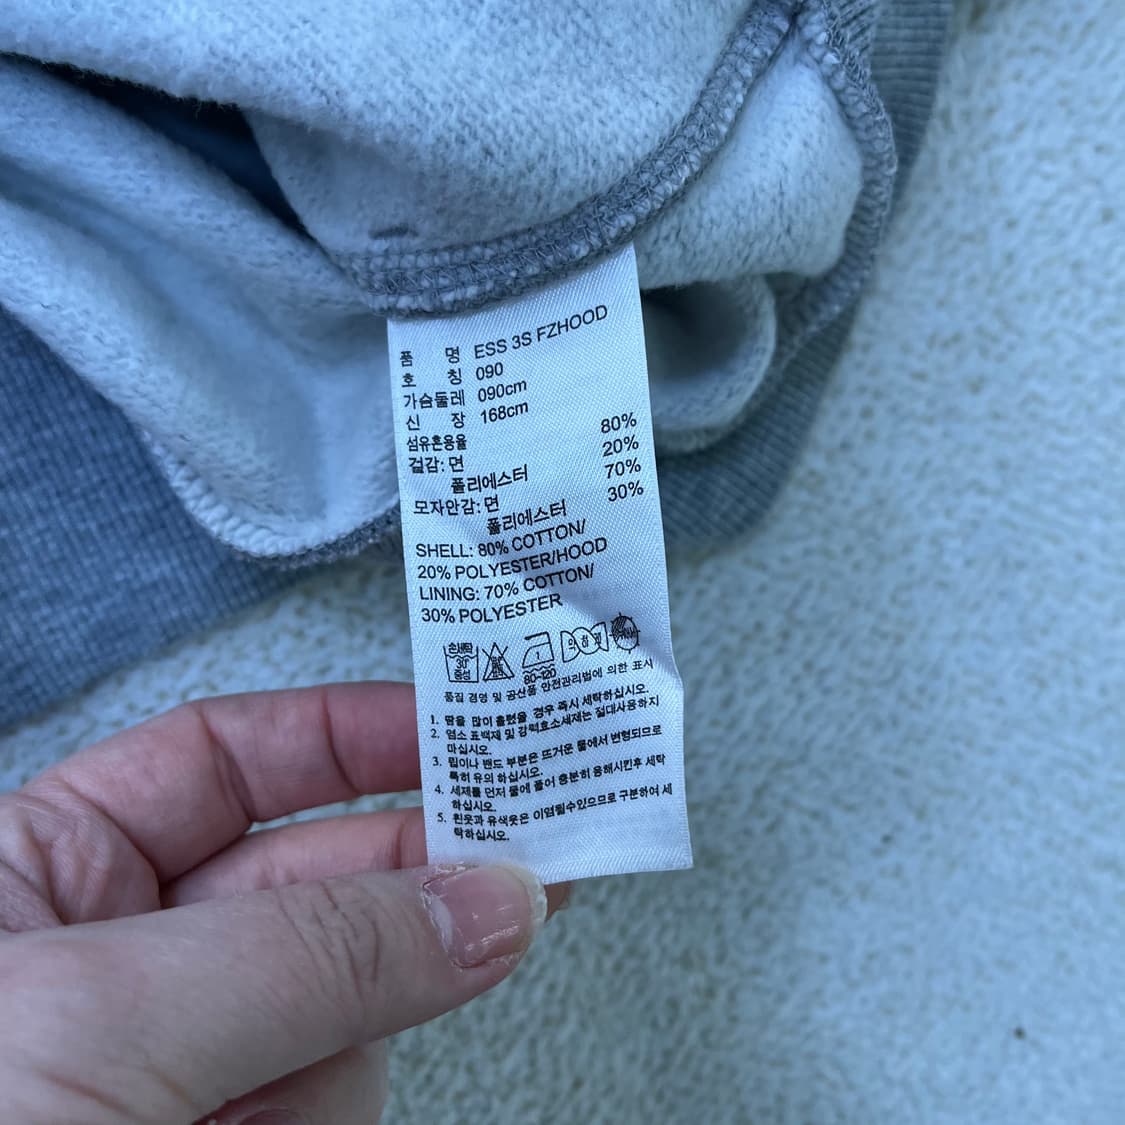 품 명 ESS 3S FZHOOD
호 칭 090
가슴둘레 090cm
신 장 168cm
섬유혼용율
겉감: 면 80%
폴리에스터 20%
모자안감: 면 70%
폴리에스터 30%
SHELL: 80% COTTON/
20% POLYESTER/HOOD
LINING: 70% COTTON/
30% POLYESTER
손세탁 30° 중성 1 80-120
품질 경영 및 공산품 안전관리법에 의한 표시
1. 땀을 많이 흘렸을 경우 즉시 세탁하십시오.
2. 염소 표백제 및 강력효소세제는 절대사용하지
마십시오.
3. 립이나 밴드 부분은 뜨거운 물에서 변형되므로
특히 유의 하십시오.
4. 세제를 먼저 물에 풀어 충분히 용해시킨후 세탁
하십시오.
5. 흰옷과 유색옷은 이염될수있으므로 구분하여 세
탁하십시오.